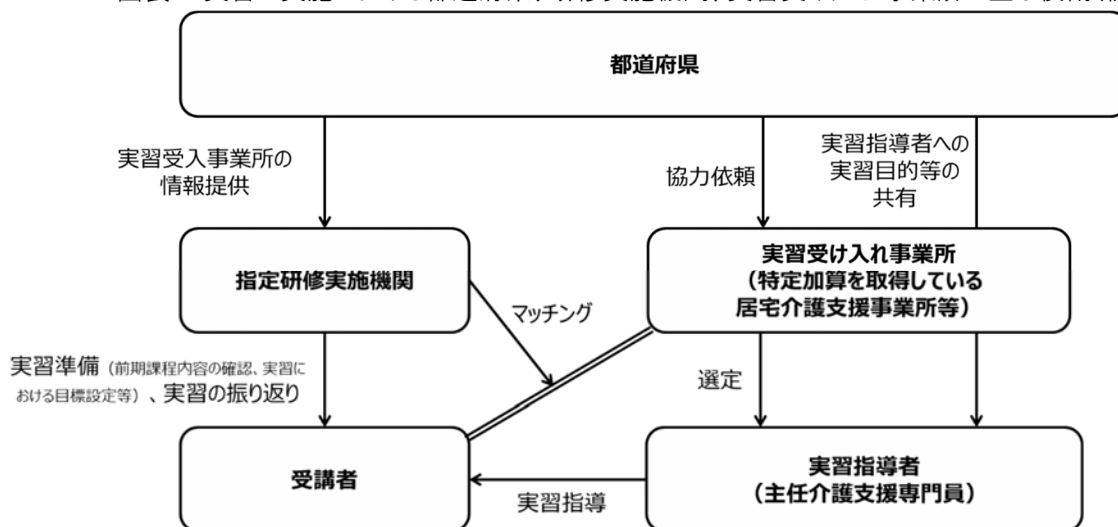 都道府県
実習受入事業所の
情報提供
協力依頼
実習指導者への
実習目的等の
共有
指定研修実施機関
実習受け入れ事業所
（特定加算を取得している
居宅介護支援事業所等）
マッチング
実習準備（前期課程内容の確認、実習に
おける目標設定等）、実習の振り返り
選定
受講者
実習指導
実習指導者
（主任介護支援専門員）